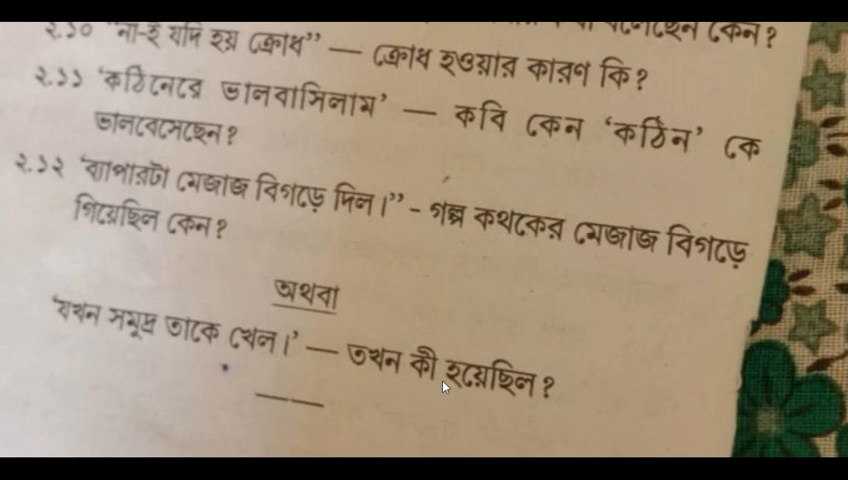 কেন?
২.১০ "না-ই যদি হয় ক্রোধ" — ক্রোধ হওয়ার কারণ কি?
২.১১ 'কঠিনেরে ভালবাসিলাম' — কবি কেন 'কঠিন' কে
ভালবেসেছেন?
২.১২ 'ব্যাপারটা মেজাজ বিগড়ে দিল।" - গল্প কথকের মেজাজ বিগড়ে
গিয়েছিল কেন?
অথবা
'যখন সমুদ্র তাকে খেল।' — তখন কী হয়েছিল?